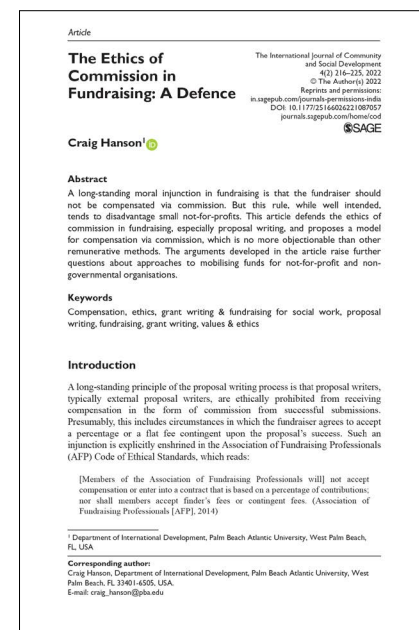 Article
The Ethics of
Commission in
Fundraising: A Defence
The International Journal of Community
and Social Development
4(2) 216–225, 2022
© The Author(s) 2022
Reprints and permissions:
in.sagepub.com/journals-permissions-india
DOI: 10.1177/25166026221087057
journals.sagepub.com/home/cod
SAGE
Craig Hanson¹ iD
Abstract
A long-standing moral injunction in fundraising is that the fundraiser should
not be compensated via commission. But this rule, while well intended,
tends to disadvantage small not-for-profits. This article defends the ethics of
commission in fundraising, especially proposal writing, and proposes a model
for compensation via commission, which is no more objectionable than other
remunerative methods. The arguments developed in the article raise further
questions about approaches to mobilising funds for not-for-profit and non-
governmental organisations.
Keywords
Compensation, ethics, grant writing & fundraising for social work, proposal
writing, fundraising, grant writing, values & ethics
Introduction
A long-standing principle of the proposal writing process is that proposal writers,
typically external proposal writers, are ethically prohibited from receiving
compensation in the form of commission from successful submissions.
Presumably, this includes circumstances in which the fundraiser agrees to accept
a percentage or a flat fee contingent upon the proposal's success. Such an
injunction is explicitly enshrined in the Association of Fundraising Professionals
(AFP) Code of Ethical Standards, which reads:
[Members of the Association of Fundraising Professionals will] not accept
compensation or enter into a contract that is based on a percentage of contributions;
nor shall members accept finder's fees or contingent fees. (Association of
Fundraising Professionals [AFP], 2014)
¹ Department of International Development, Palm Beach Atlantic University, West Palm Beach,
FL, USA
Corresponding author:
Craig Hanson, Department of International Development, Palm Beach Atlantic University, West
Palm Beach, FL 33401-6505, USA.
E-mail: craig_hanson@pba.edu